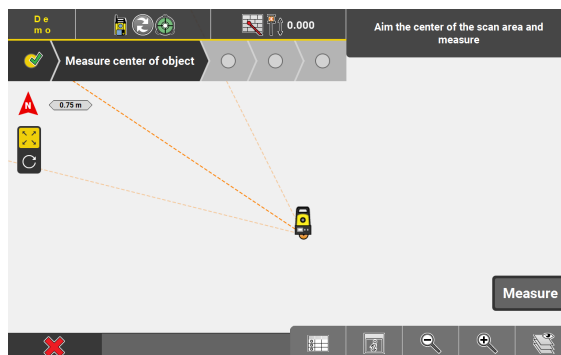 De
mo
0.000
Aim the center of the scan area and
measure
Measure center of object
N
0.75 m
Measure